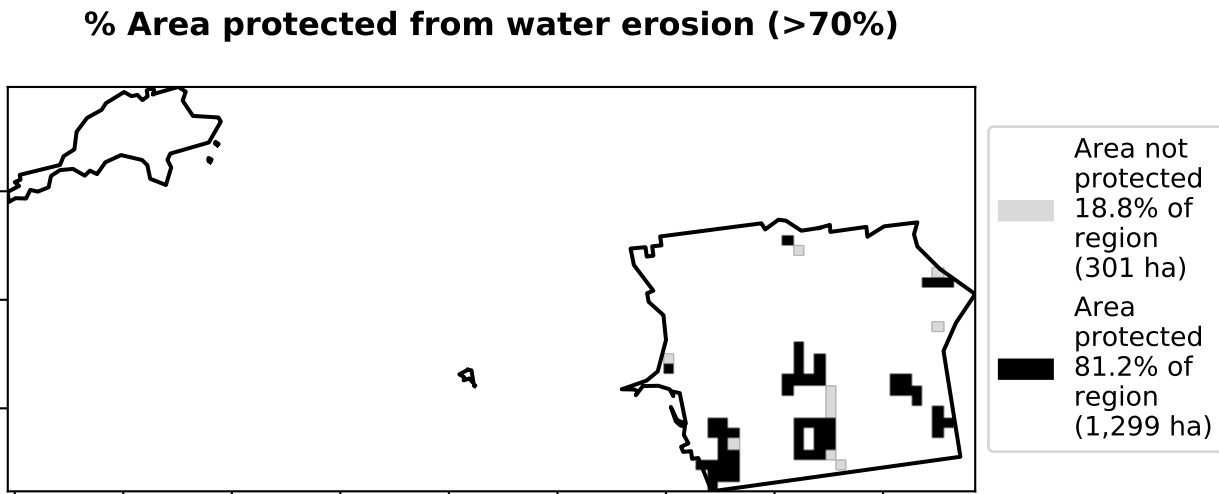 % Area protected from water erosion (>70%)
Area not
protected
18.8% of
region
(301 ha)
Area
protected
81.2% of
region
(1,299 ha)